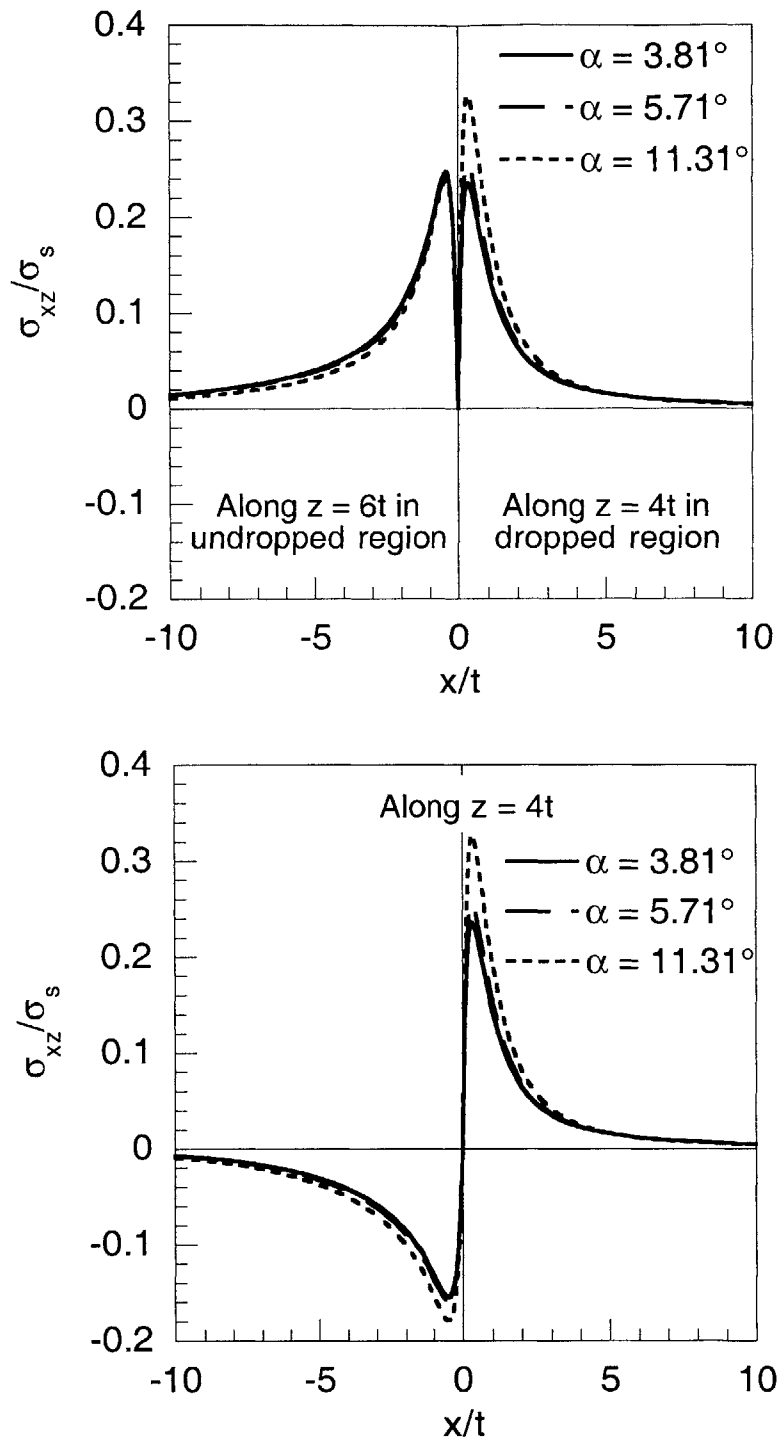 0.4
α = 3.81°
α = 5.71°
0.3
α = 11.31°
0.2
σxz/σs
0.1
0
-0.1
Along z = 6t in
undropped region
Along z = 4t in
dropped region
-0.2
-10 -5 0 5 10
x/t
0.4
Along z = 4t
0.3
α = 3.81°
α = 5.71°
0.2
α = 11.31°
σxz/σs
0.1
0
-0.1
-0.2
-10 -5 0 5 10
x/t